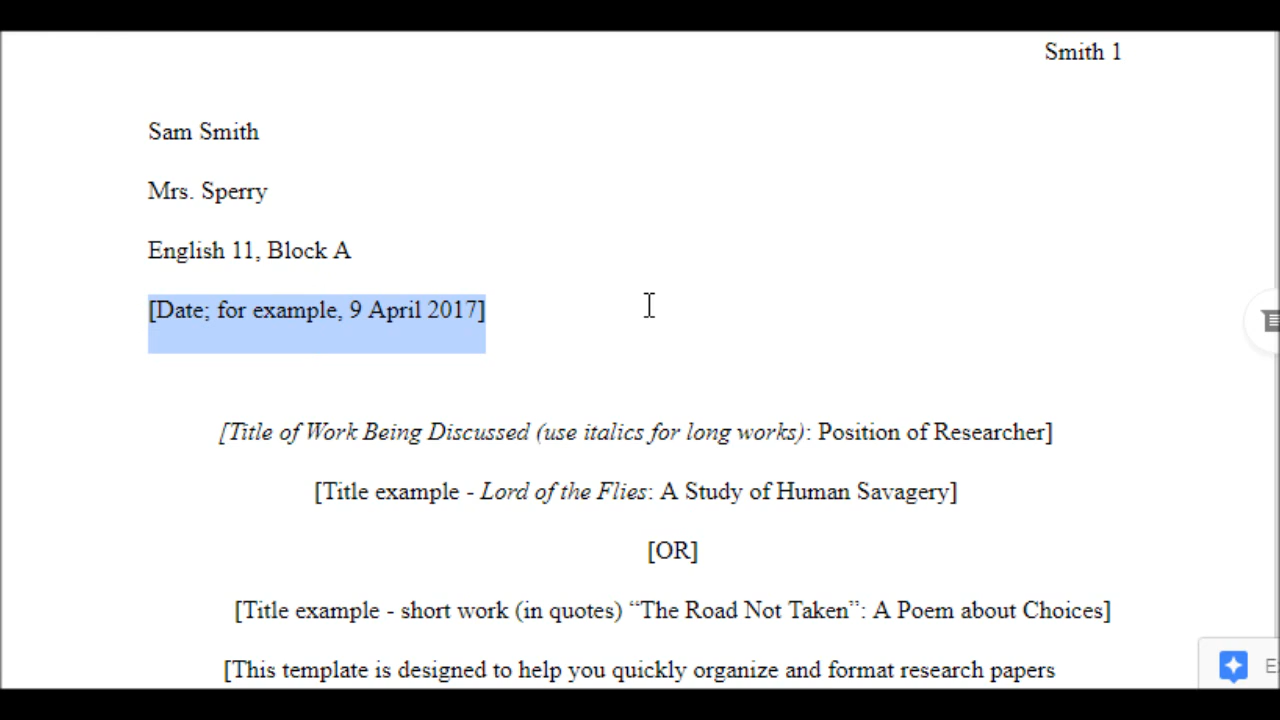 Smith 1
Sam Smith
Mrs. Sperry
English 11, Block A
[Date; for example, 9 April 2017]
[Title of Work Being Discussed (use italics for long works): Position of Researcher]
[Title example - Lord of the Flies: A Study of Human Savagery]
[OR]
[Title example - short work (in quotes) “The Road Not Taken”: A Poem about Choices]
[This template is designed to help you quickly organize and format research papers